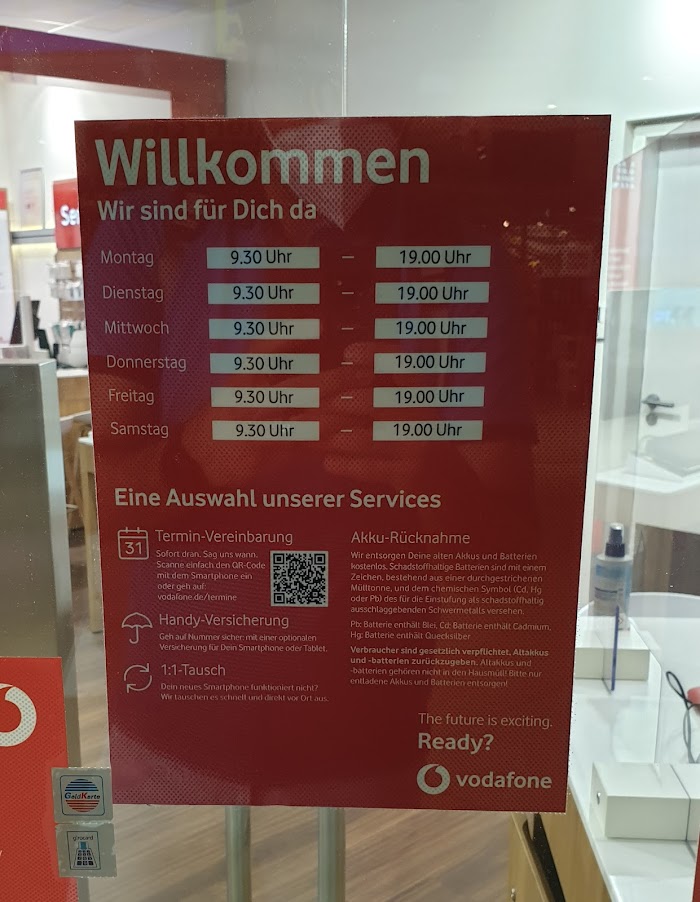 Willkommen
Wir sind für Dich da
Montag 9.30 Uhr – 19.00 Uhr
Dienstag 9.30 Uhr – 19.00 Uhr
Mittwoch 9.30 Uhr – 19.00 Uhr
Donnerstag 9.30 Uhr – 19.00 Uhr
Freitag 9.30 Uhr – 19.00 Uhr
Samstag 9.30 Uhr – 19.00 Uhr
Eine Auswahl unserer Services
31
Termin-Vereinbarung
Sofort dran. Sag uns wann.
Scanne einfach den QR-Code
mit dem Smartphone ein
oder geh auf:
vodafone.de/termine
Handy-Versicherung
Geh auf Nummer sicher: mit einer optionalen
Versicherung für Dein Smartphone oder Tablet.
1:1-Tausch
Dein neues Smartphone funktioniert nicht?
Wir tauschen es schnell und direkt vor Ort aus.
Akku-Rücknahme
Wir entsorgen Deine alten Akkus und Batterien
kostenlos. Schadstoffhaltige Batterien sind mit einem
Zeichen, bestehend aus einer durchgestrichenen
Mülltonne, und dem chemischen Symbol (Cd, Hg
oder Pb) des für die Einstufung als schadstoffhaltig
ausschlaggebenden Schwermetalls versehen.
Pb: Batterie enthält Blei, Cd: Batterie enthält Cadmium,
Hg: Batterie enthält Quecksilber
Verbraucher sind gesetzlich verpflichtet, Altakkus
und -batterien zurückzugeben. Altakkus und
-batterien gehören nicht in den Hausmüll! Bitte nur
entladene Akkus und Batterien entsorgen!
The future is exciting.
Ready?
vodafone
GeldKarte
girocard
Se